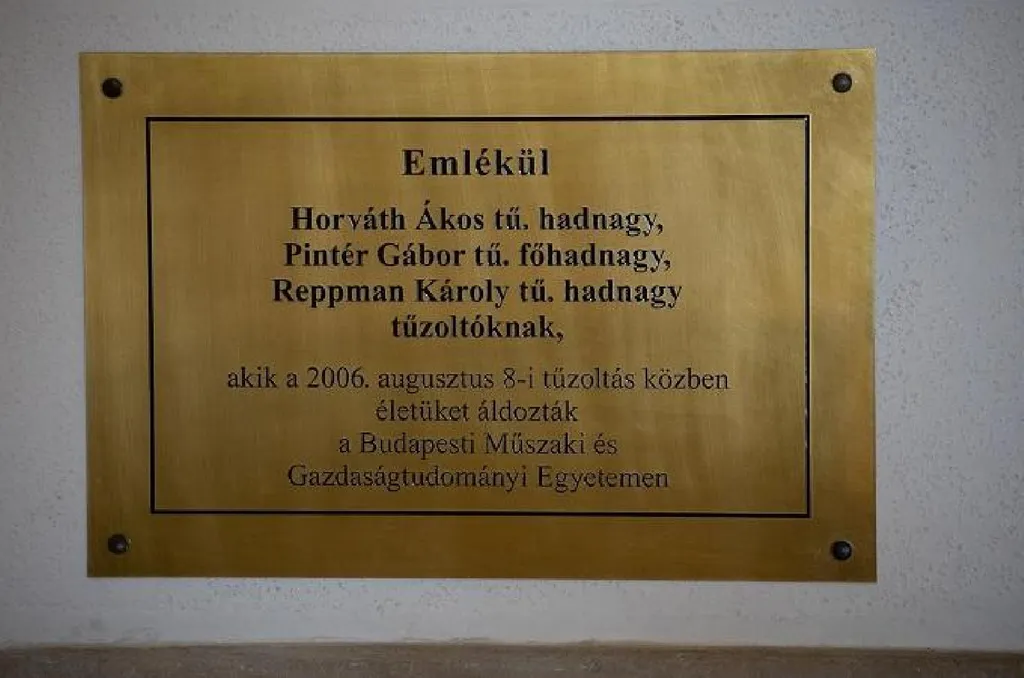 Emlékül
Horváth Ákos tű. hadnagy,
Pintér Gábor tű. főhadnagy,
Reppman Károly tű. hadnagy
tűzoltóknak,
akik a 2006. augusztus 8-i tűzoltás közben
életüket áldozták
a Budapesti Műszaki és
Gazdaságtudományi Egyetemen